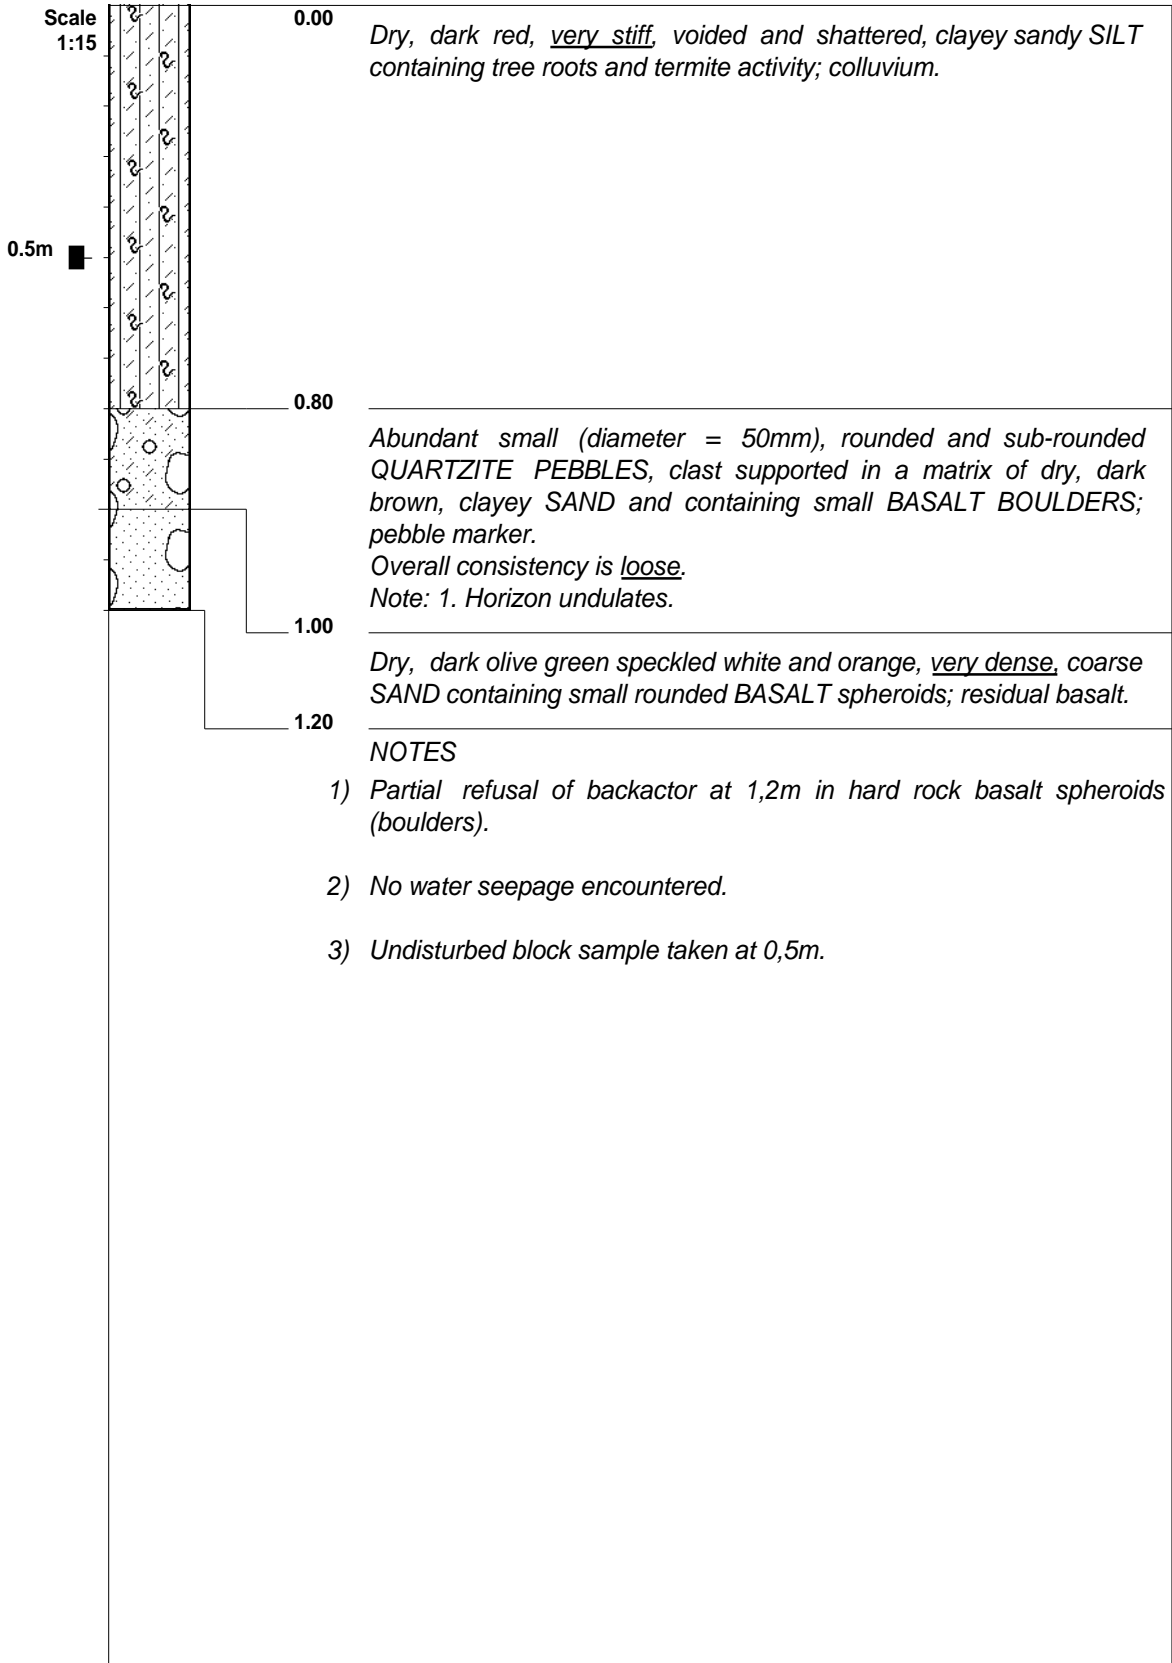 Scale
1:15
0.00
Dry, dark red, very stiff, voided and shattered, clayey sandy SILT
containing tree roots and termite activity; colluvium.
0.5m
0.80
Abundant small (diameter = 50mm), rounded and sub-rounded
QUARTZITE PEBBLES, clast supported in a matrix of dry, dark
brown, clayey SAND and containing small BASALT BOULDERS;
pebble marker.
Overall consistency is loose.
Note: 1. Horizon undulates.
1.00
Dry, dark olive green speckled white and orange, very dense, coarse
SAND containing small rounded BASALT spheroids; residual basalt.
1.20
NOTES
1) Partial refusal of backactor at 1,2m in hard rock basalt spheroids
(boulders).
2) No water seepage encountered.
3) Undisturbed block sample taken at 0,5m.